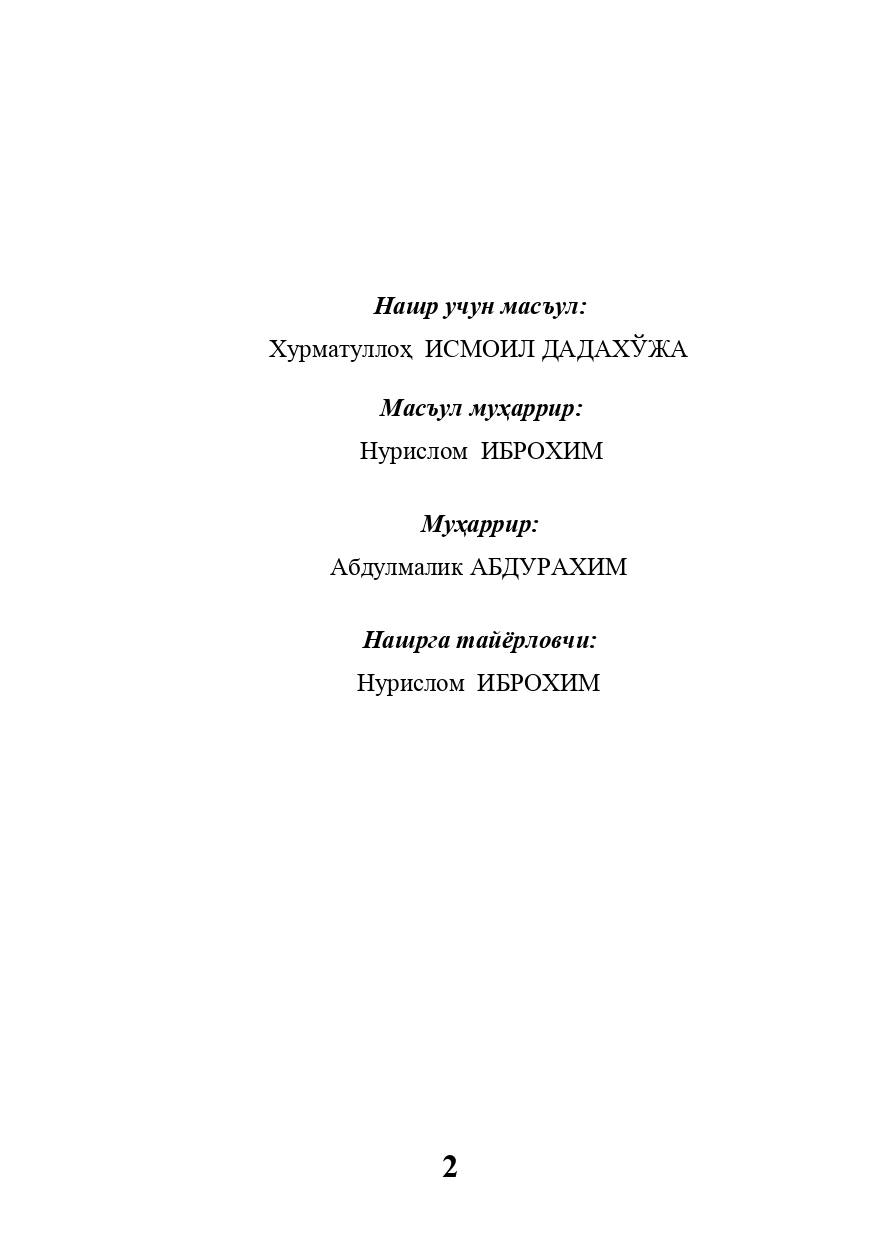 Нашр учун масъул:
Хурматуллоҳ ИСМОИЛ ДАДАХЎЖА
Масъул муҳаррир:
Нурислом ИБРОХИМ
Муҳаррир:
Абдулмалик АБДУРАХИМ
Нашрга тайёрловчи:
Нурислом ИБРОХИМ
2